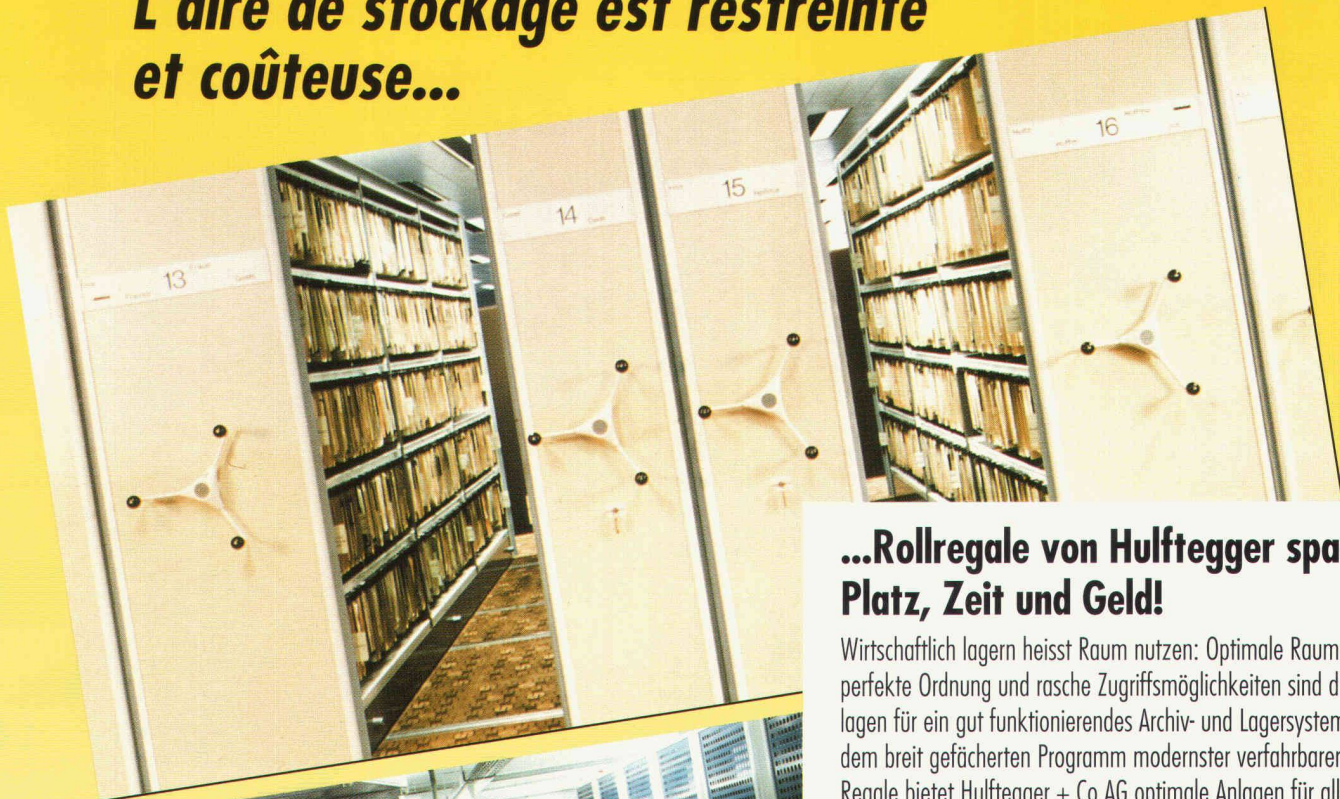 L'aire de stockage est restreinte
et coûteuse...
13
14
15
16
...Rollregale von Hulftegger spa
Platz, Zeit und Geld!
Wirtschaftlich lagern heisst Raum nutzen: Optimale Raum
perfekte Ordnung und rasche Zugriffsmöglichkeiten sind d
lagen für ein gut funktionierendes Archiv- und Lagersystem
dem breit gefächerten Programm modernster verfahrbarer
Regale bietet Hulftegger + Co AG optimale Anlagen für all